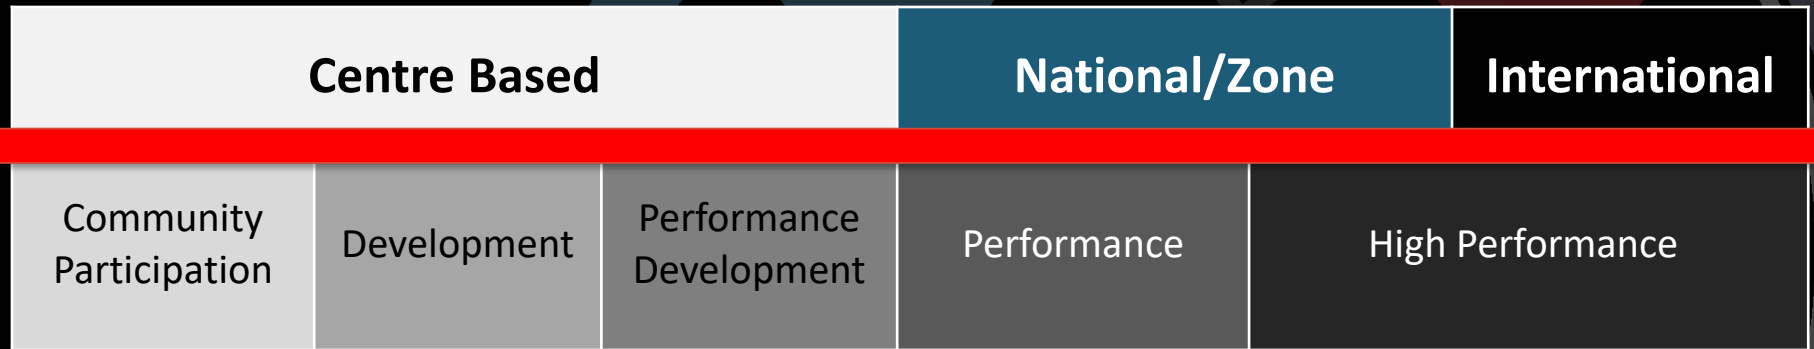 Centre Based
National/Zone
International
Community
Participation
Development
Performance
Development
Performance
High Performance